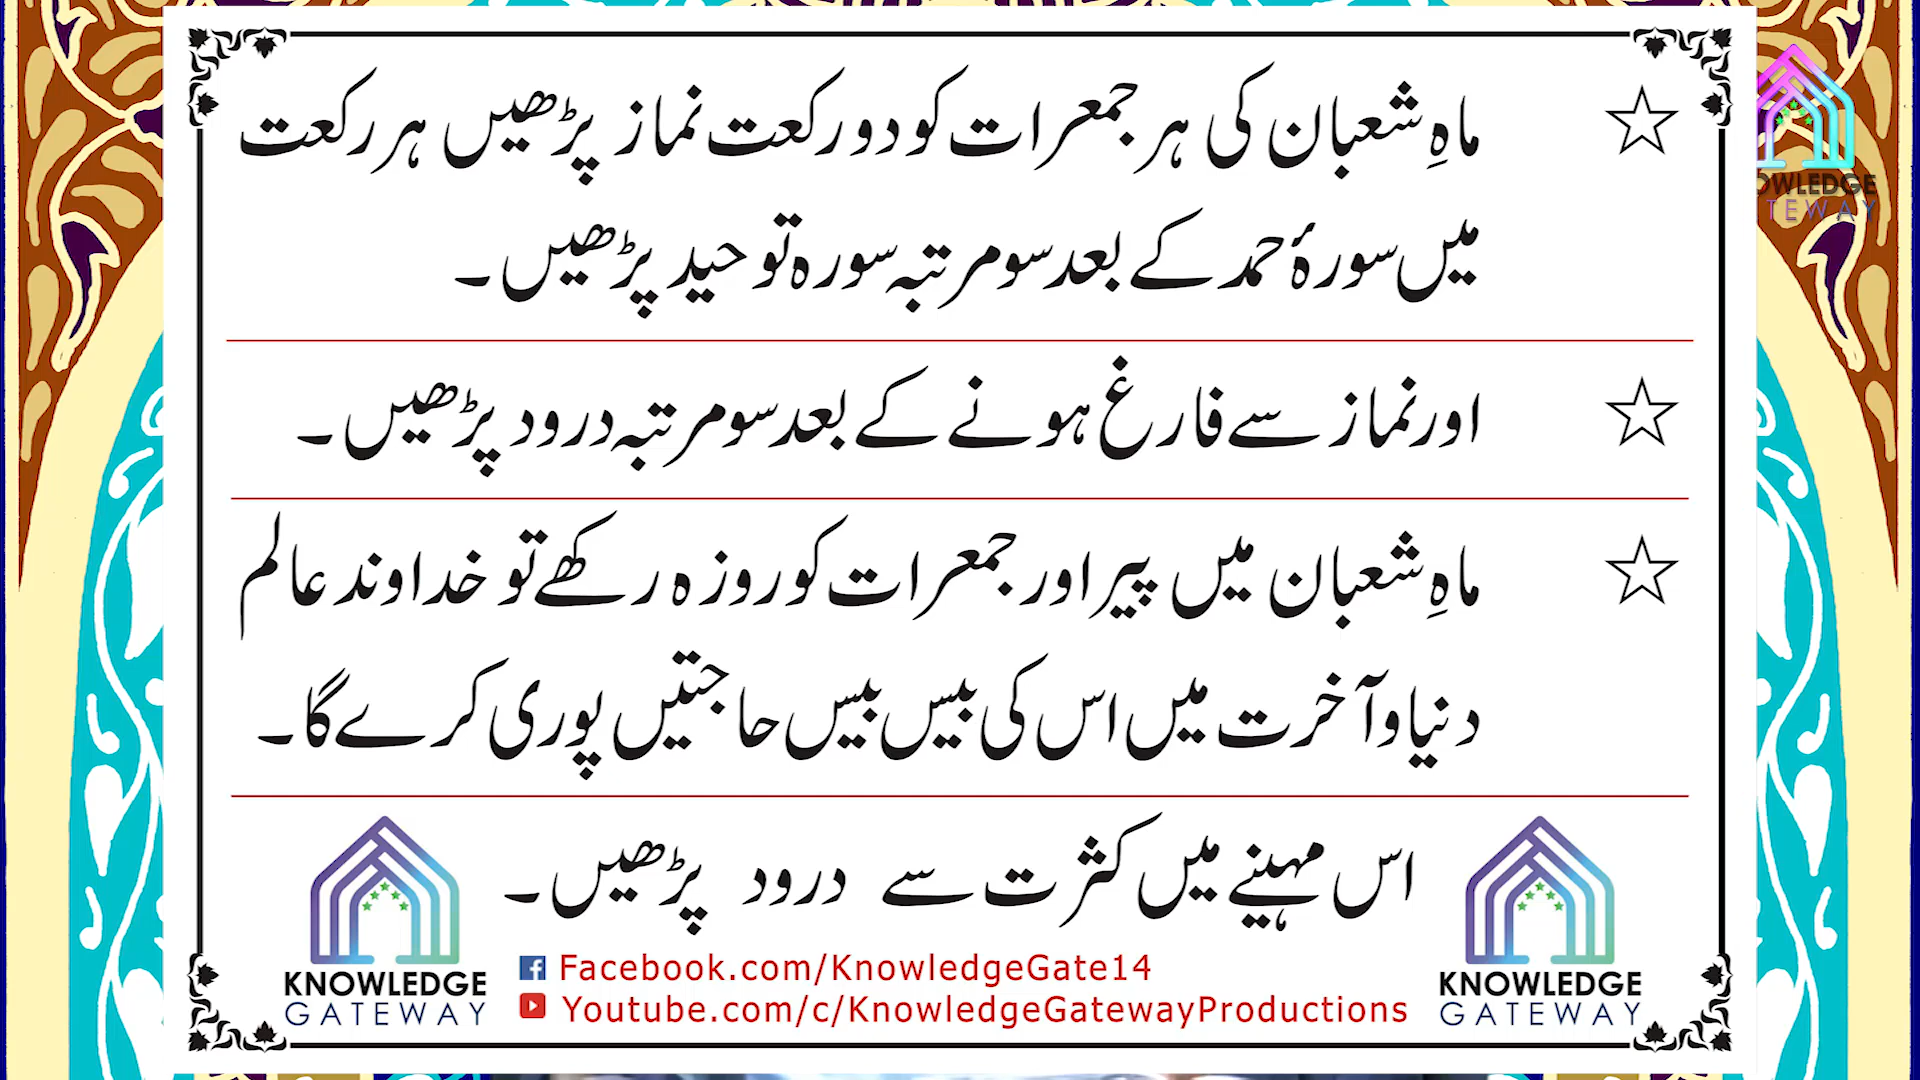 ☆ ماہِ شعبان کی ہر جمعرات کو دو رکعت نماز پڑھیں ہر رکعت
میں سورۂ حمد کے بعد سو مرتبہ سورہ توحید پڑھیں۔
☆ اور نماز سے فارغ ہونے کے بعد سو مرتبہ درود پڑھیں۔
☆ ماہِ شعبان میں پیر اور جمعرات کو روزہ رکھے تو خداوند عالم
دنیا و آخرت میں اس کی بیس بیس حاجتیں پوری کرے گا۔
اس مہینے میں کثرت سے درود پڑھیں۔
KNOWLEDGE
GATEWAY
Facebook.com/KnowledgeGate14
Youtube.com/c/KnowledgeGatewayProductions
KNOWLEDGE
GATEWAY
OWLEDGE
TEWAY